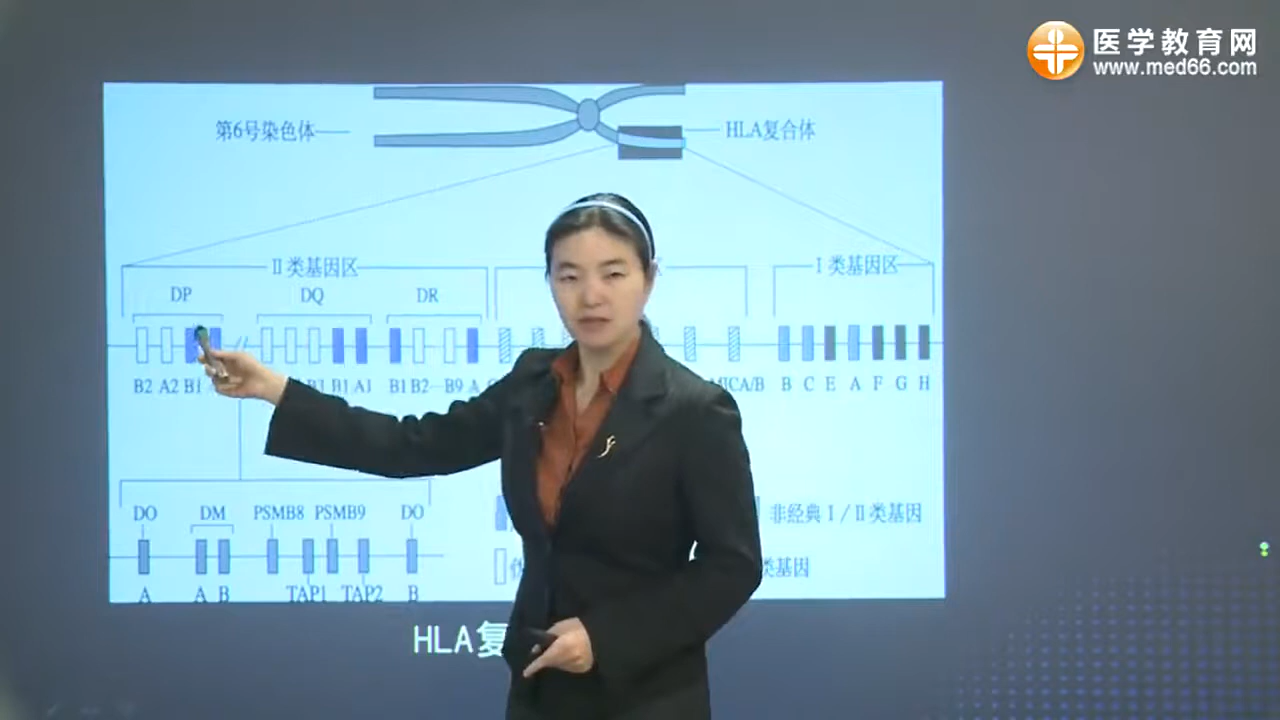 医学教育网
www.med66.com
第6号染色体
HLA复合体
II类基因区
I类基因区
DP DQ DR
B2 A2 B1 B1 A1 B1 B2 B9 A
B C E A F G H
DO DM PSMB8 PSMB9 DO
A A B TAP1 TAP2 B
非经典I/II类基因
类基因
HLA复